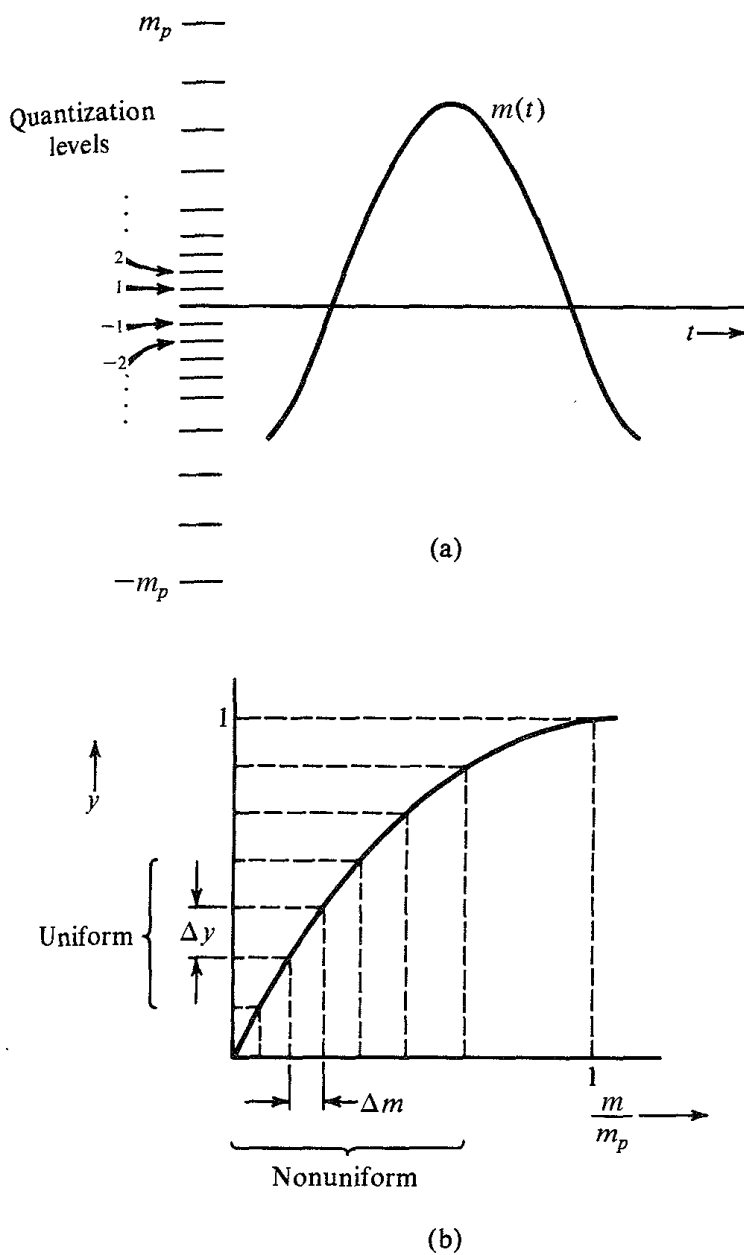 m_p
m(t)
Quantization
levels
2
1
−1
−2
t
(a)
−m_p
1
y
Uniform
Δy
Δm
1
m/m_p
Nonuniform
(b)